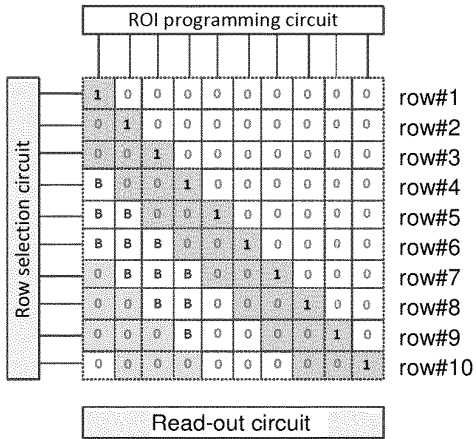 ROI programming circuit
Row selection circuit
1 0 0 0 0 0 0 0 0 0 row#1
0 1 0 0 0 0 0 0 0 0 row#2
0 0 1 0 0 0 0 0 0 0 row#3
B 0 0 1 0 0 0 0 0 0 row#4
B B 0 0 1 0 0 0 0 0 row#5
B B B 0 0 1 0 0 0 0 row#6
0 B B B 0 0 1 0 0 0 row#7
0 0 B B 0 0 0 1 0 0 row#8
0 0 0 B 0 0 0 0 1 0 row#9
0 0 0 0 0 0 0 0 0 1 row#10
Read-out circuit